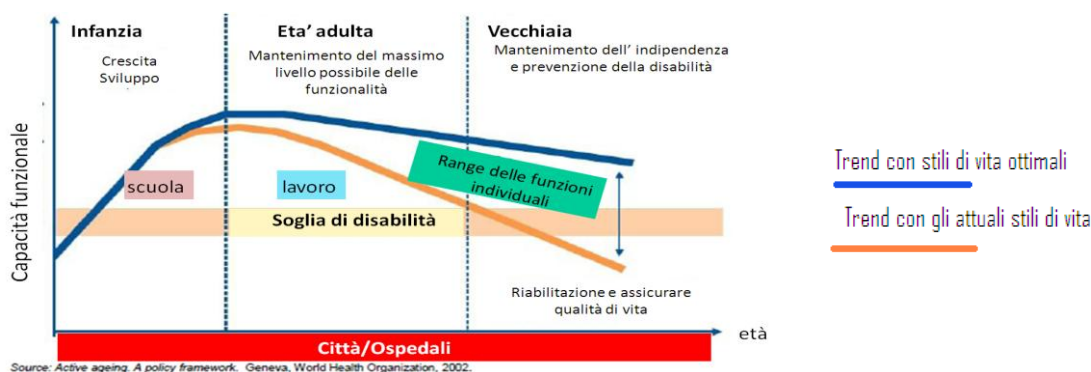 Infanzia
Crescita
Sviluppo
Eta' adulta
Mantenimento del massimo
livello possibile delle
funzionalità
Vecchiaia
Mantenimento dell' indipendenza
e prevenzione della disabilità
Capacità funzionale
scuola
lavoro
Range delle funzioni
individuali
Soglia di disabilità
Riabilitazione e assicurare
qualità di vita
età
Città/Ospedali
Source: Active ageing. A policy framework. Geneva, World Health Organization, 2002.
Trend con stili di vita ottimali
Trend con gli attuali stili di vita